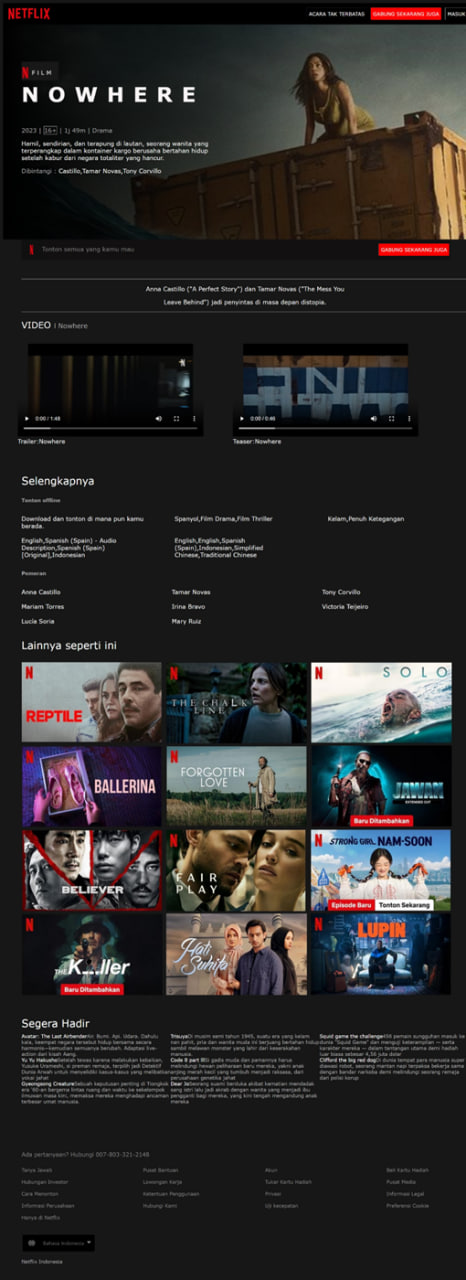 NETFLIX
ACARA TAK TERBATAS
GABUNG SEKARANG JUGA
MASUK
N FILM
NOWHERE
2023 | 16+ | 1j 49m | Drama
Hamil, sendirian, dan terapung di lautan, seorang wanita yang
terperangkap dalam kontainer kargo berusaha bertahan hidup
setelah kabur dari negara totaliter yang hancur.
Dibintangi : Castillo,Tamar Novas,Tony Corvillo
Tonton semua yang kamu mau
GABUNG SEKARANG JUGA
Anna Castillo ("A Perfect Story") dan Tamar Novas ("The Mess You
Leave Behind") jadi penyintas di masa depan distopia.
VIDEO | Nowhere
0:00 / 1:48
0:00 / 0:46
Trailer:Nowhere
Teaser:Nowhere
Selengkapnya
Tonton offline
Download dan tonton di mana pun kamu
berada.
Spanyol,Film Drama,Film Thriller
Kelam,Penuh Ketegangan
English,Spanish (Spain) - Audio
Description,Spanish (Spain)
[Original],Indonesian
English,English,Spanish
(Spain),Indonesian,Simplified
Chinese,Traditional Chinese
Pemeran
Anna Castillo
Tamar Novas
Tony Corvillo
Mariam Torres
Irina Bravo
Victoria Teijeiro
Lucía Soria
Mary Ruiz
Lainnya seperti ini
REPTILE
THE CHALK
LINE
SOLO
BALLERINA
FORGOTTEN
LOVE
JAWAN
EXTENDED CUT
Baru Ditambahkan
BELIEVER
FAIR
PLAY
STRONG GIRL NAM-SOON
Episode Baru
Tonton Sekarang
THE K...ller
Baru Ditambahkan
Hati
Suhita
LUPIN
Segera Hadir
Avatar: The Last Airbender Air. Bumi. Api. Udara. Dahulu
kala, keempat negara tersebut hidup bersama secara
harmonis—kemudian semuanya berubah. Adaptasi live-
action dari kisah Aang.
Yu Yu Hakusho Setelah tewas karena melakukan kebaikan,
Yusuke Urameshi, si preman remaja, terpilih jadi Detektif
Dunia Arwah untuk menyelidiki kasus-kasus yang melibatkan
yokai jahat
Gyeongseong Creature Sebuah keputusan penting di Yiongkok
era '60-an bergema lintas ruang dan waktu ke sekelompok
ilmuwan masa kini, memaksa mereka menghadapi ancaman
terbesar umat manusia.
Trisuya Di musim semi tahun 1945, suatu era yang kelam
nan pahit, pria dan wanita muda ini berjuang bertahan hidup
sambil melawan monster yang lahir dari keserakahan
manusia.
Code 8 part II Si gadis muda dan pamannya harus
melindungi hewan peliharaan baru mereka, yakni anak
anjing merah kecil yang tumbuh menjadi raksasa, dari
perusahaan genetika jahat
Dear Ja Seorang suami berduka akibat kematian mendadak
sang istri lalu jadi akrab dengan wanita yang menjadi ibu
pengganti bagi mereka, yang kini tengah mengandung anak
mereka
Squid game the challenge 456 pemain sungguhan masuk ke
dunia "Squid Game" dan menguji keterampilan — serta
karakter mereka — dalam tantangan utama demi hadiah
luar biasa sebesar 4,56 juta dolar
Clifford the big red dog Di dunia tempat para manusia super
diawasi robot, seorang mantan napi terpaksa bekerja sama
dengan bandar narkoba demi melindungi seorang remaja
dari polisi korup
Ada pertanyaan? Hubungi 007-803-321-2148
Tanya Jawab
Pusat Bantuan
Akun
Beli Kartu Hadiah
Hubungan Investor
Lowongan Kerja
Tukar Kartu Hadiah
Pusat Media
Cara Menonton
Ketentuan Penggunaan
Privasi
Informasi Legal
Informasi Perusahaan
Hubungi Kami
Uji kecepatan
Preferensi Cookie
Hanya di Netflix
Bahasa Indonesia
Netflix Indonesia